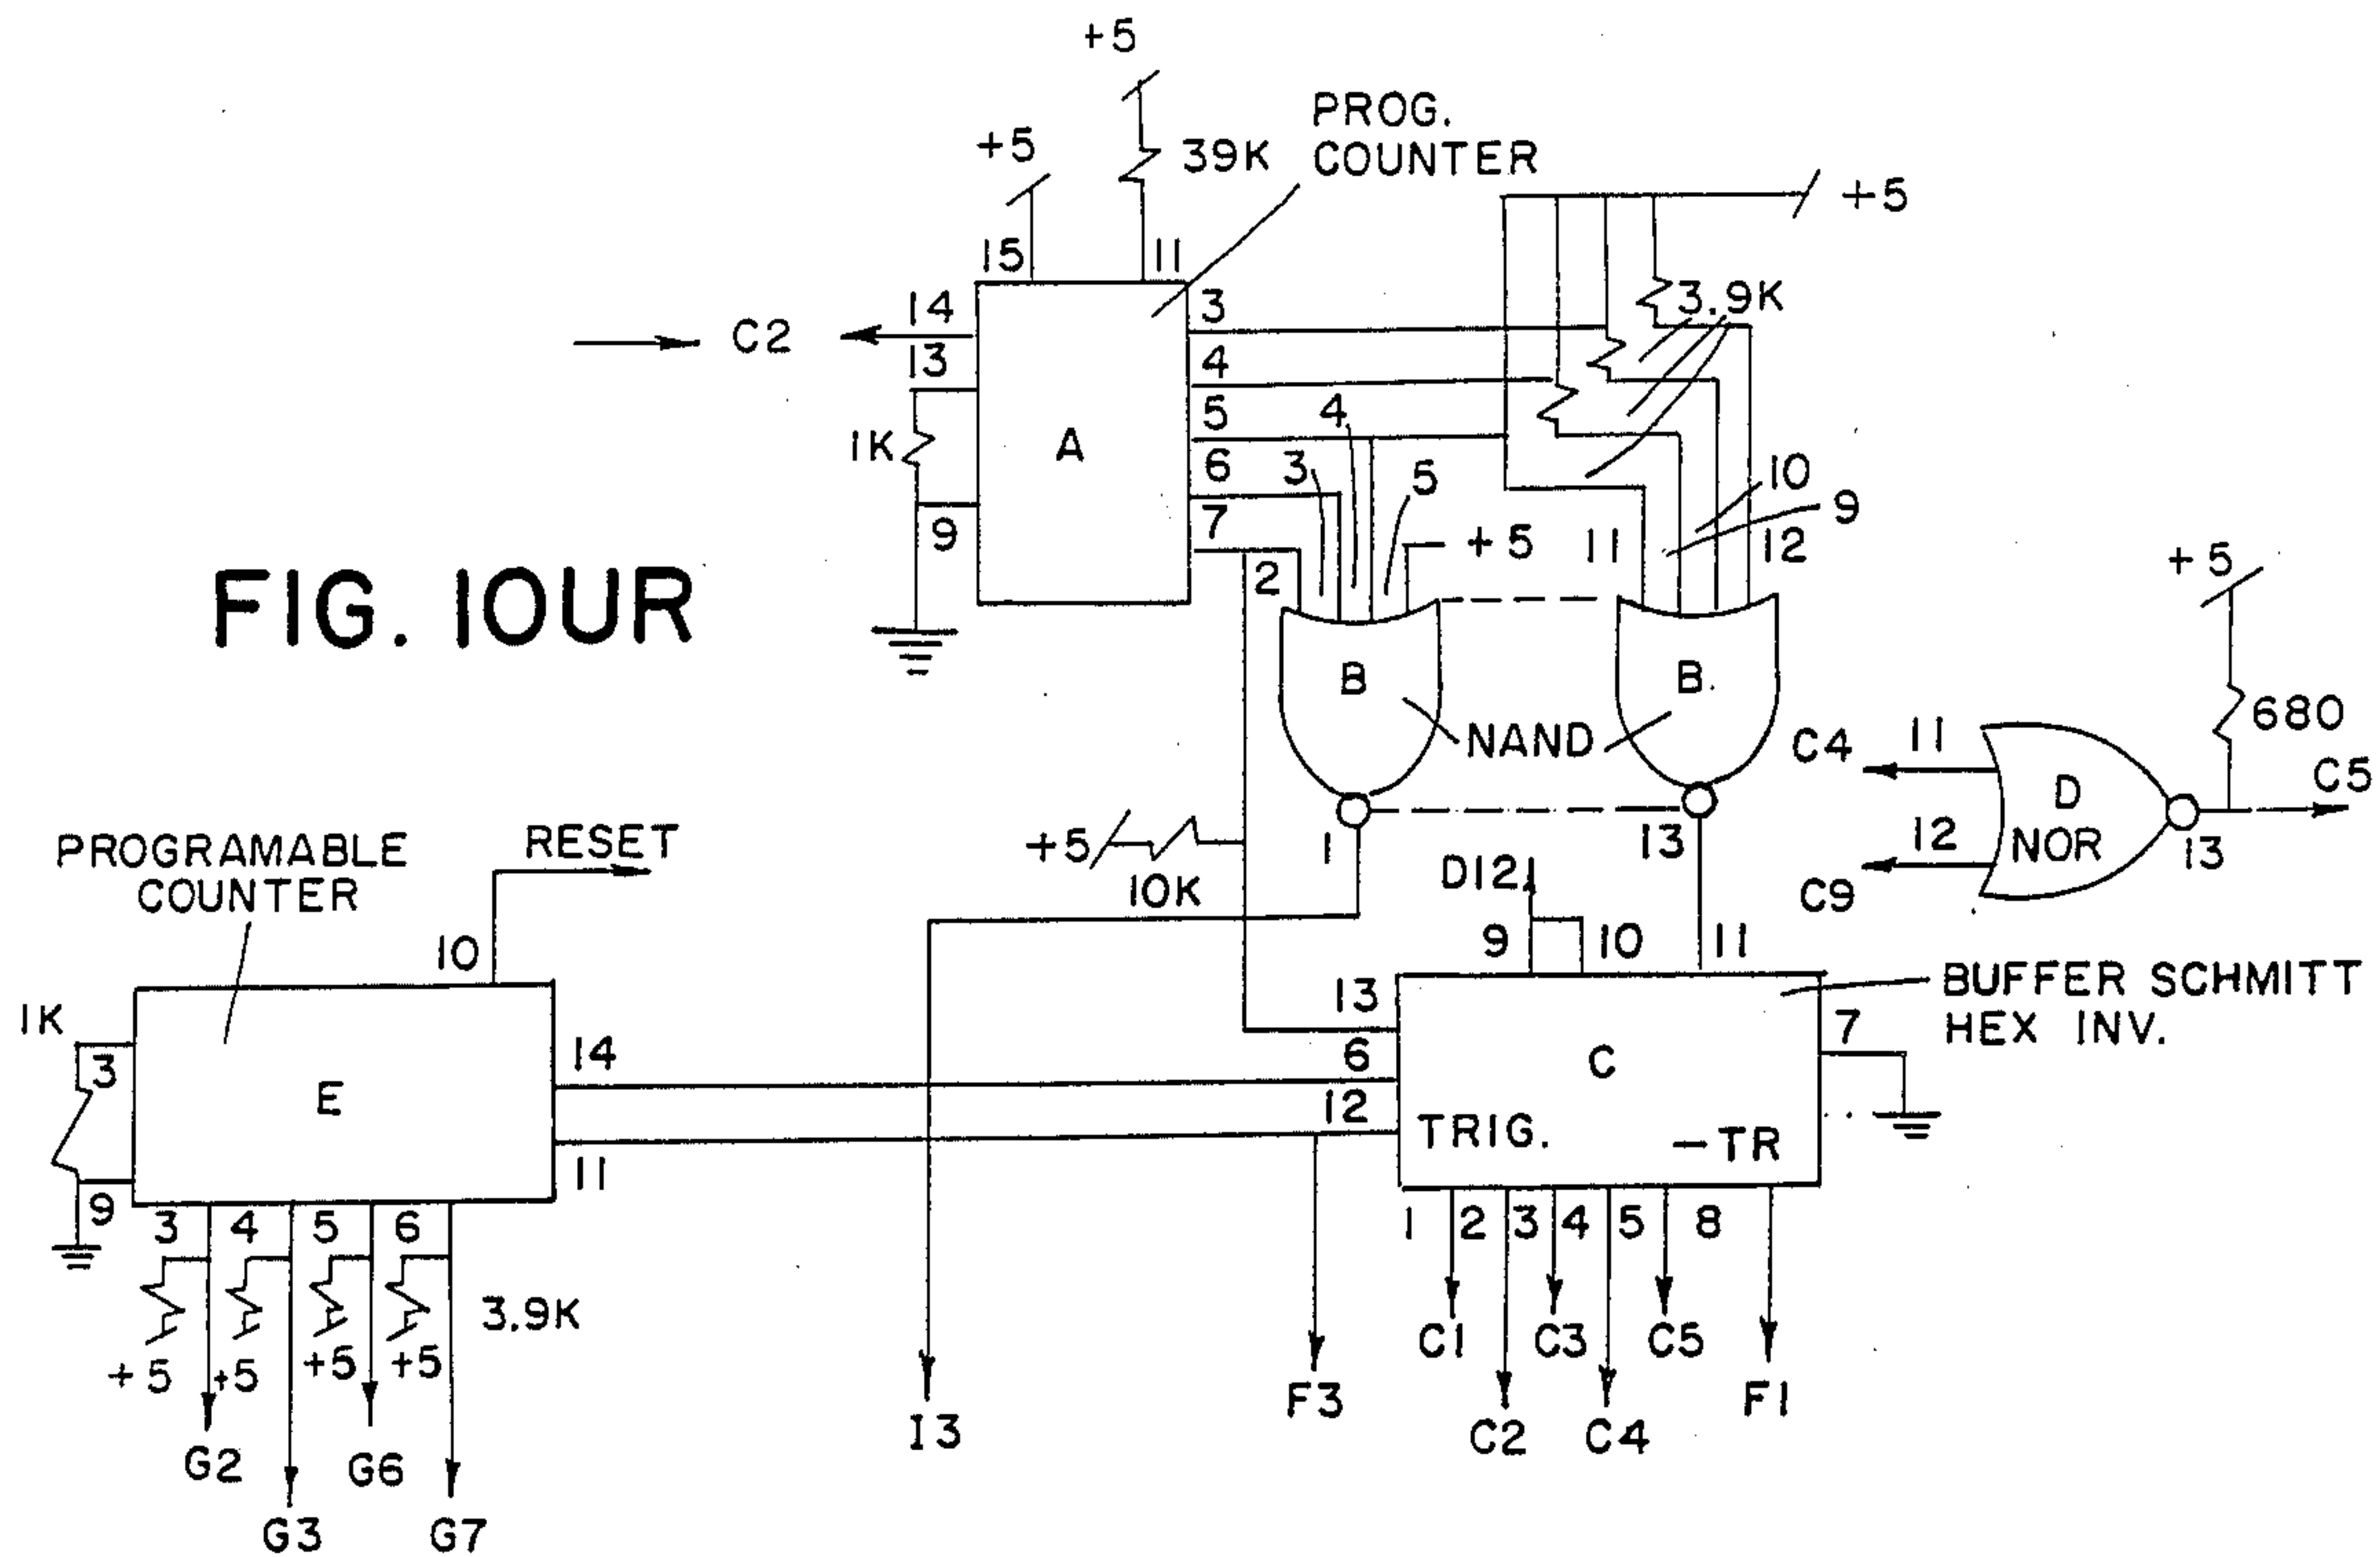 +5
PROG.
+5
39K
COUNTER
+5
15
11
14
3
3.9K
C2
13
4
5
4
1K
A
6
3
5
10
7
9
9
+5
11
12
2
+5
FIG. 10UR
B
B
680
NAND
C4
11
C5
D
12
NOR
PROGRAMABLE
RESET
+5
1
13
13
COUNTER
10K
D12
C9
10
9
10
11
13
BUFFER SCHMITT
1K
7
HEX INV.
3
14
6
C
E
12
TRIG.
-TR
11
9
3
4
5
6
1
2
3
4
5
8
3.9K
C1
C3
C5
+5
+5
+5
+5
F3
F1
I3
C2
C4
G2
G6
G3
G7